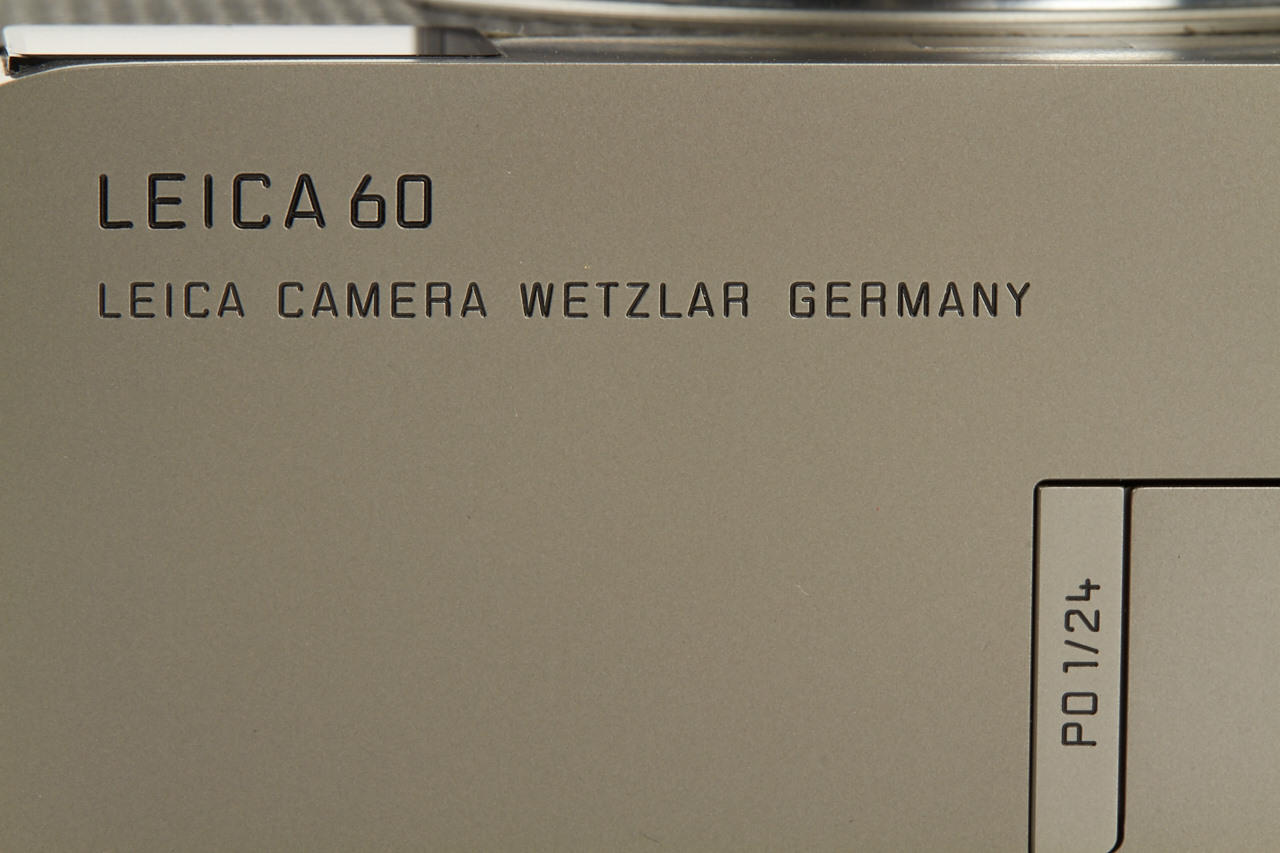 LEICA 60
LEICA CAMERA WETZLAR GERMANY
PO 1/24